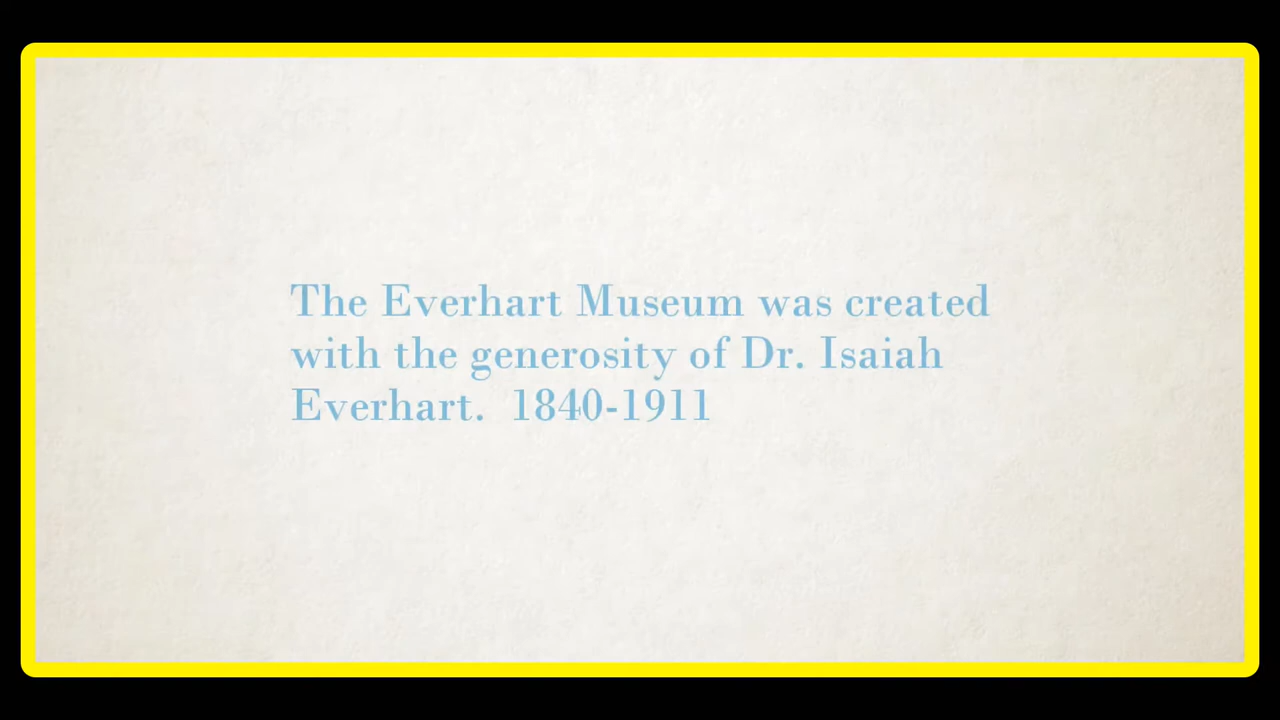 The Everhart Museum was created
with the generosity of Dr. Isaiah
Everhart.  1840-1911